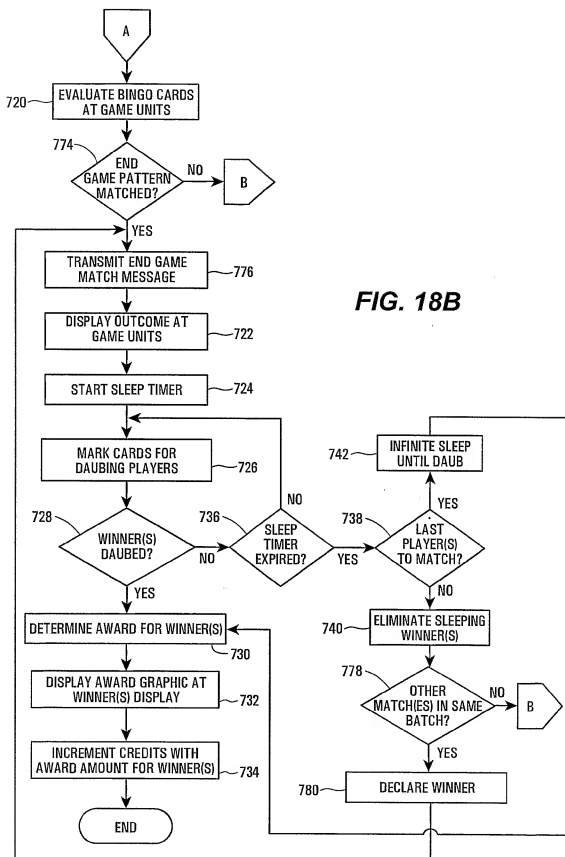 A
720
EVALUATE BINGO CARDS
AT GAME UNITS
774
END
GAME PATTERN
MATCHED?
NO
B
YES
TRANSMIT END GAME
MATCH MESSAGE
776
FIG. 18B
DISPLAY OUTCOME AT
GAME UNITS
722
START SLEEP TIMER
724
MARK CARDS FOR
DAUBING PLAYERS
726
742
INFINITE SLEEP
UNTIL DAUB
NO
YES
728
WINNER(S)
DAUBED?
NO
736
SLEEP
TIMER
EXPIRED?
YES
738
LAST
PLAYER(S)
TO MATCH?
YES
NO
DETERMINE AWARD FOR WINNER(S)
730
740
ELIMINATE SLEEPING
WINNER(S)
DISPLAY AWARD GRAPHIC AT
WINNER(S) DISPLAY
732
778
OTHER
MATCH(ES) IN SAME
BATCH?
NO
B
YES
INCREMENT CREDITS WITH
AWARD AMOUNT FOR WINNER(S)
734
780
DECLARE WINNER
END